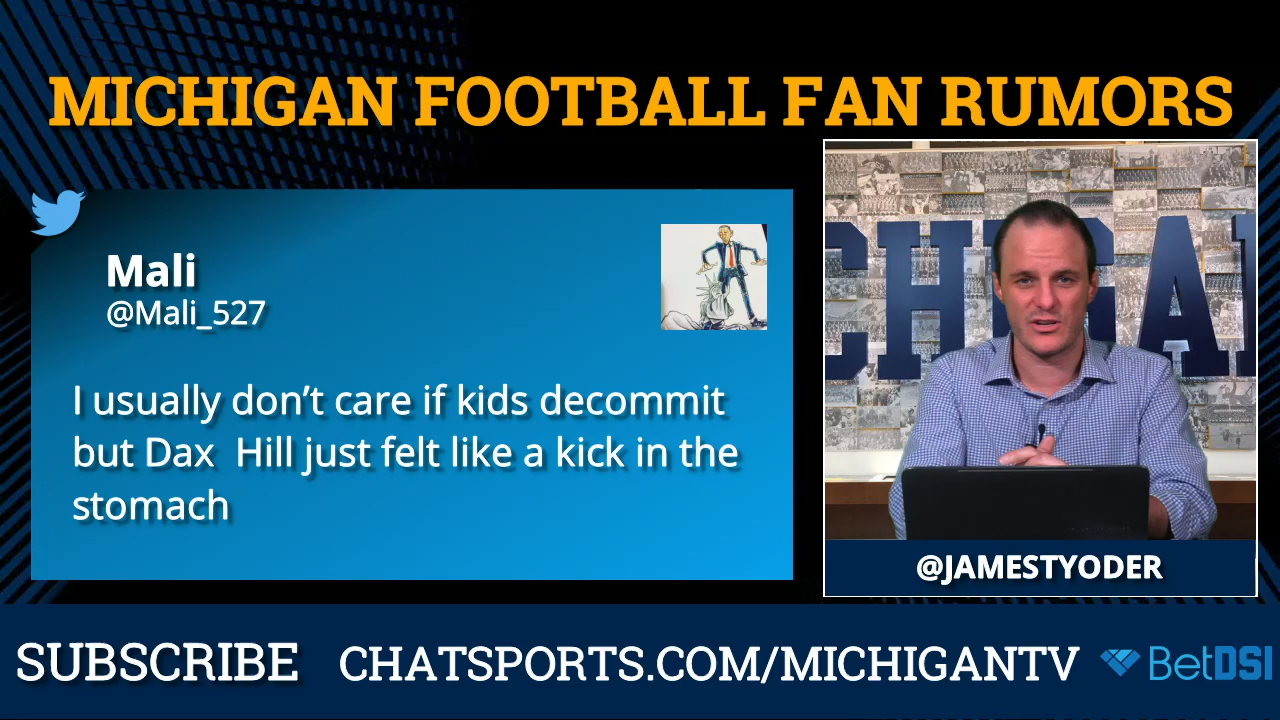 MICHIGAN FOOTBALL FAN RUMORS
Mali
@Mali_527
I usually don’t care if kids decommit
but Dax  Hill just felt like a kick in the
stomach
CHIGAN
@JAMESTYODER
SUBSCRIBE
CHATSPORTS.COM/MICHIGANTV
BetDSI